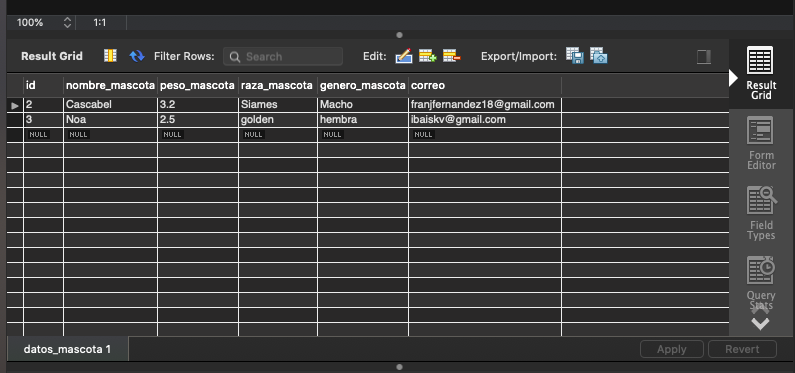 100% 1:1
Result Grid Filter Rows: Search Edit: Export/Import:
id nombre_mascota peso_mascota raza_mascota genero_mascota correo
2 Cascabel 3.2 Siames Macho franjfernandez18@gmail.com
3 Noa 2.5 golden hembra ibaiskv@gmail.com
NULL NULL NULL NULL NULL NULL
Result
Grid
Form
Editor
Field
Types
Query
Stats
datos_mascota 1 Apply Revert